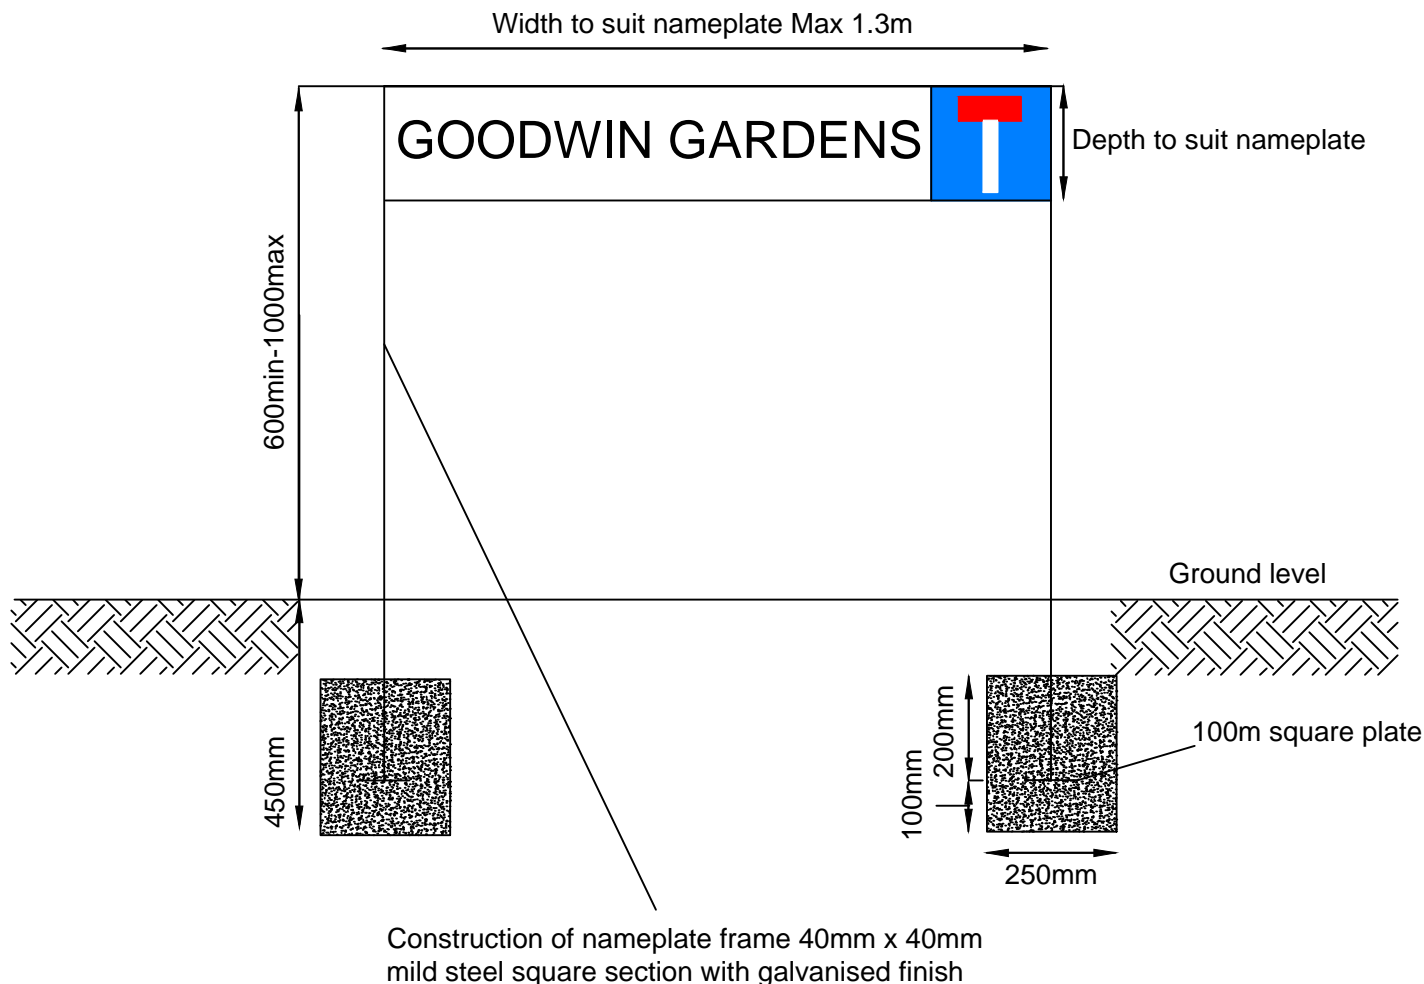 Width to suit nameplate Max 1.3m
GOODWIN GARDENS
Depth to suit nameplate
600min-1000max
Ground level
450mm
200mm
100m square plate
100mm
250mm
Construction of nameplate frame 40mm x 40mm
mild steel square section with galvanised finish